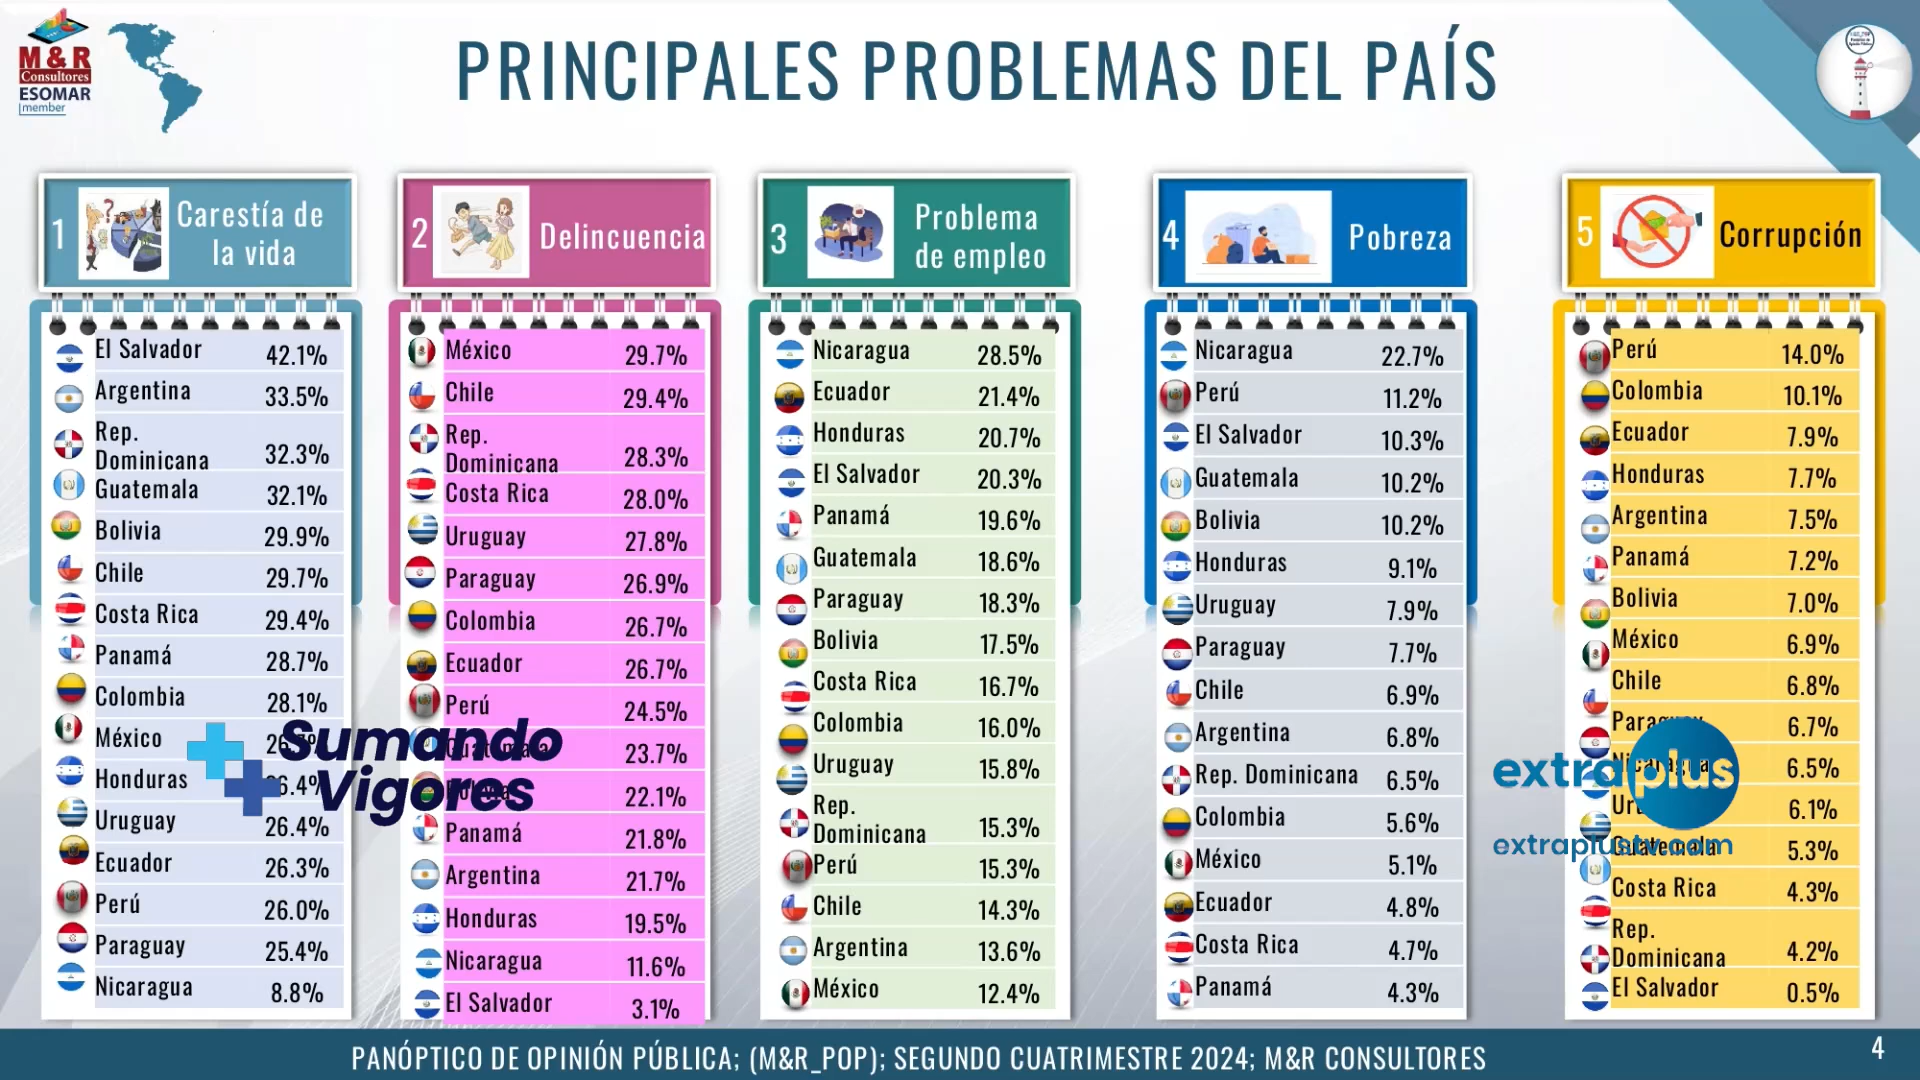 M&R
Consultores
ESOMAR
member
PRINCIPALES PROBLEMAS DEL PAÍS
1
Carestía de
la vida
El Salvador 42.1%
Argentina 33.5%
Rep.
Dominicana 32.3%
Guatemala 32.1%
Bolivia 29.9%
Chile 29.7%
Costa Rica 29.4%
Panamá 28.7%
Colombia 28.1%
México
Honduras
Uruguay 26.4%
Ecuador 26.3%
Perú 26.0%
Paraguay 25.4%
Nicaragua 8.8%
2
Delincuencia
México 29.7%
Chile 29.4%
Rep.
Dominicana 28.3%
Costa Rica 28.0%
Uruguay 27.8%
Paraguay 26.9%
Colombia 26.7%
Ecuador 26.7%
Perú 24.5%
Guatemala 23.7%
Bolivia 22.1%
Panamá 21.8%
Argentina 21.7%
Honduras 19.5%
Nicaragua 11.6%
El Salvador 3.1%
3
Problema
de empleo
Nicaragua 28.5%
Ecuador 21.4%
Honduras 20.7%
El Salvador 20.3%
Panamá 19.6%
Guatemala 18.6%
Paraguay 18.3%
Bolivia 17.5%
Costa Rica 16.7%
Colombia 16.0%
Uruguay 15.8%
Rep.
Dominicana 15.3%
Perú 15.3%
Chile 14.3%
Argentina 13.6%
México 12.4%
4
Pobreza
Nicaragua 22.7%
Perú 11.2%
El Salvador 10.3%
Guatemala 10.2%
Bolivia 10.2%
Honduras 9.1%
Uruguay 7.9%
Paraguay 7.7%
Chile 6.9%
Argentina 6.8%
Rep. Dominicana 6.5%
Colombia 5.6%
México 5.1%
Ecuador 4.8%
Costa Rica 4.7%
Panamá 4.3%
5
Corrupción
Perú 14.0%
Colombia 10.1%
Ecuador 7.9%
Honduras 7.7%
Argentina 7.5%
Panamá 7.2%
Bolivia 7.0%
México 6.9%
Chile 6.8%
Paraguay 6.7%
Nicaragua 6.5%
Uruguay 6.1%
Guatemala 5.3%
Costa Rica 4.3%
Rep.
Dominicana 4.2%
El Salvador 0.5%
Sumando
Vigores
extraplus
extraplustv.com
PANÓPTICO DE OPINIÓN PÚBLICA; (M&R_POP); SEGUNDO CUATRIMESTRE 2024; M&R CONSULTORES
4